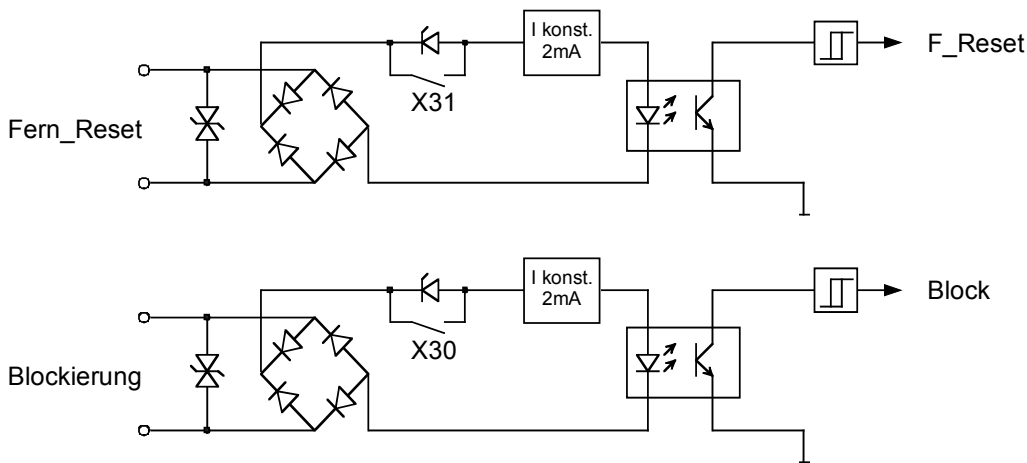 I konst.
2mA
F_Reset
X31
Fern_Reset
I konst.
2mA
Block
X30
Blockierung